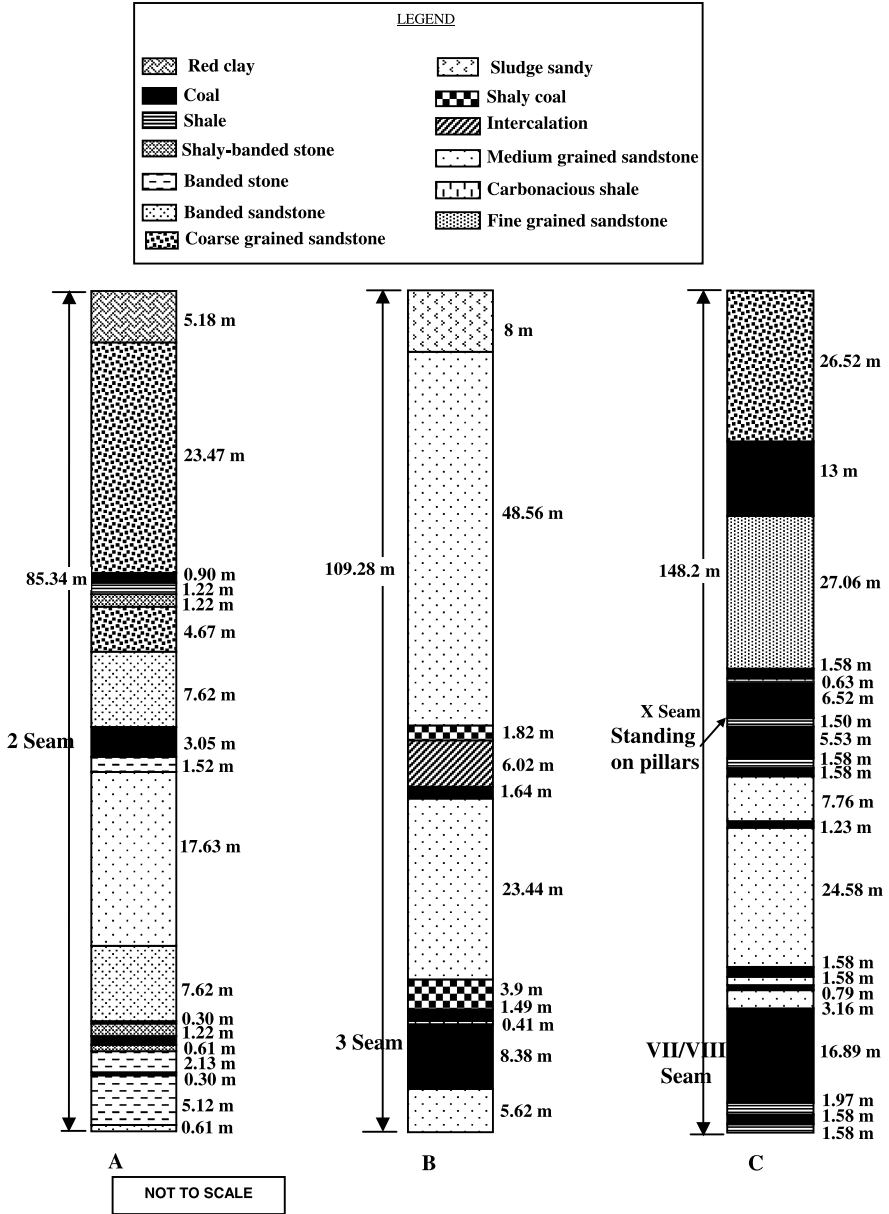 LEGEND
Red clay
Coal
Shale
Shaly-banded stone
Banded stone
Banded sandstone
Coarse grained sandstone
Sludge sandy
Shaly coal
Intercalation
Medium grained sandstone
Carbonacious shale
Fine grained sandstone
85.34 m
2 Seam
5.18 m
23.47 m
0.90 m
1.22 m
1.22 m
4.67 m
7.62 m
3.05 m
1.52 m
17.63 m
7.62 m
0.30 m
1.22 m
0.61 m
2.13 m
0.30 m
5.12 m
0.61 m
A
109.28 m
3 Seam
8 m
48.56 m
1.82 m
6.02 m
1.64 m
23.44 m
3.9 m
1.49 m
0.41 m
8.38 m
5.62 m
B
148.2 m
X Seam
Standing
on pillars
VII/VIII
Seam
26.52 m
13 m
27.06 m
1.58 m
0.63 m
6.52 m
1.50 m
5.53 m
1.58 m
1.58 m
7.76 m
1.23 m
24.58 m
1.58 m
1.58 m
0.79 m
3.16 m
16.89 m
1.97 m
1.58 m
1.58 m
C
NOT TO SCALE